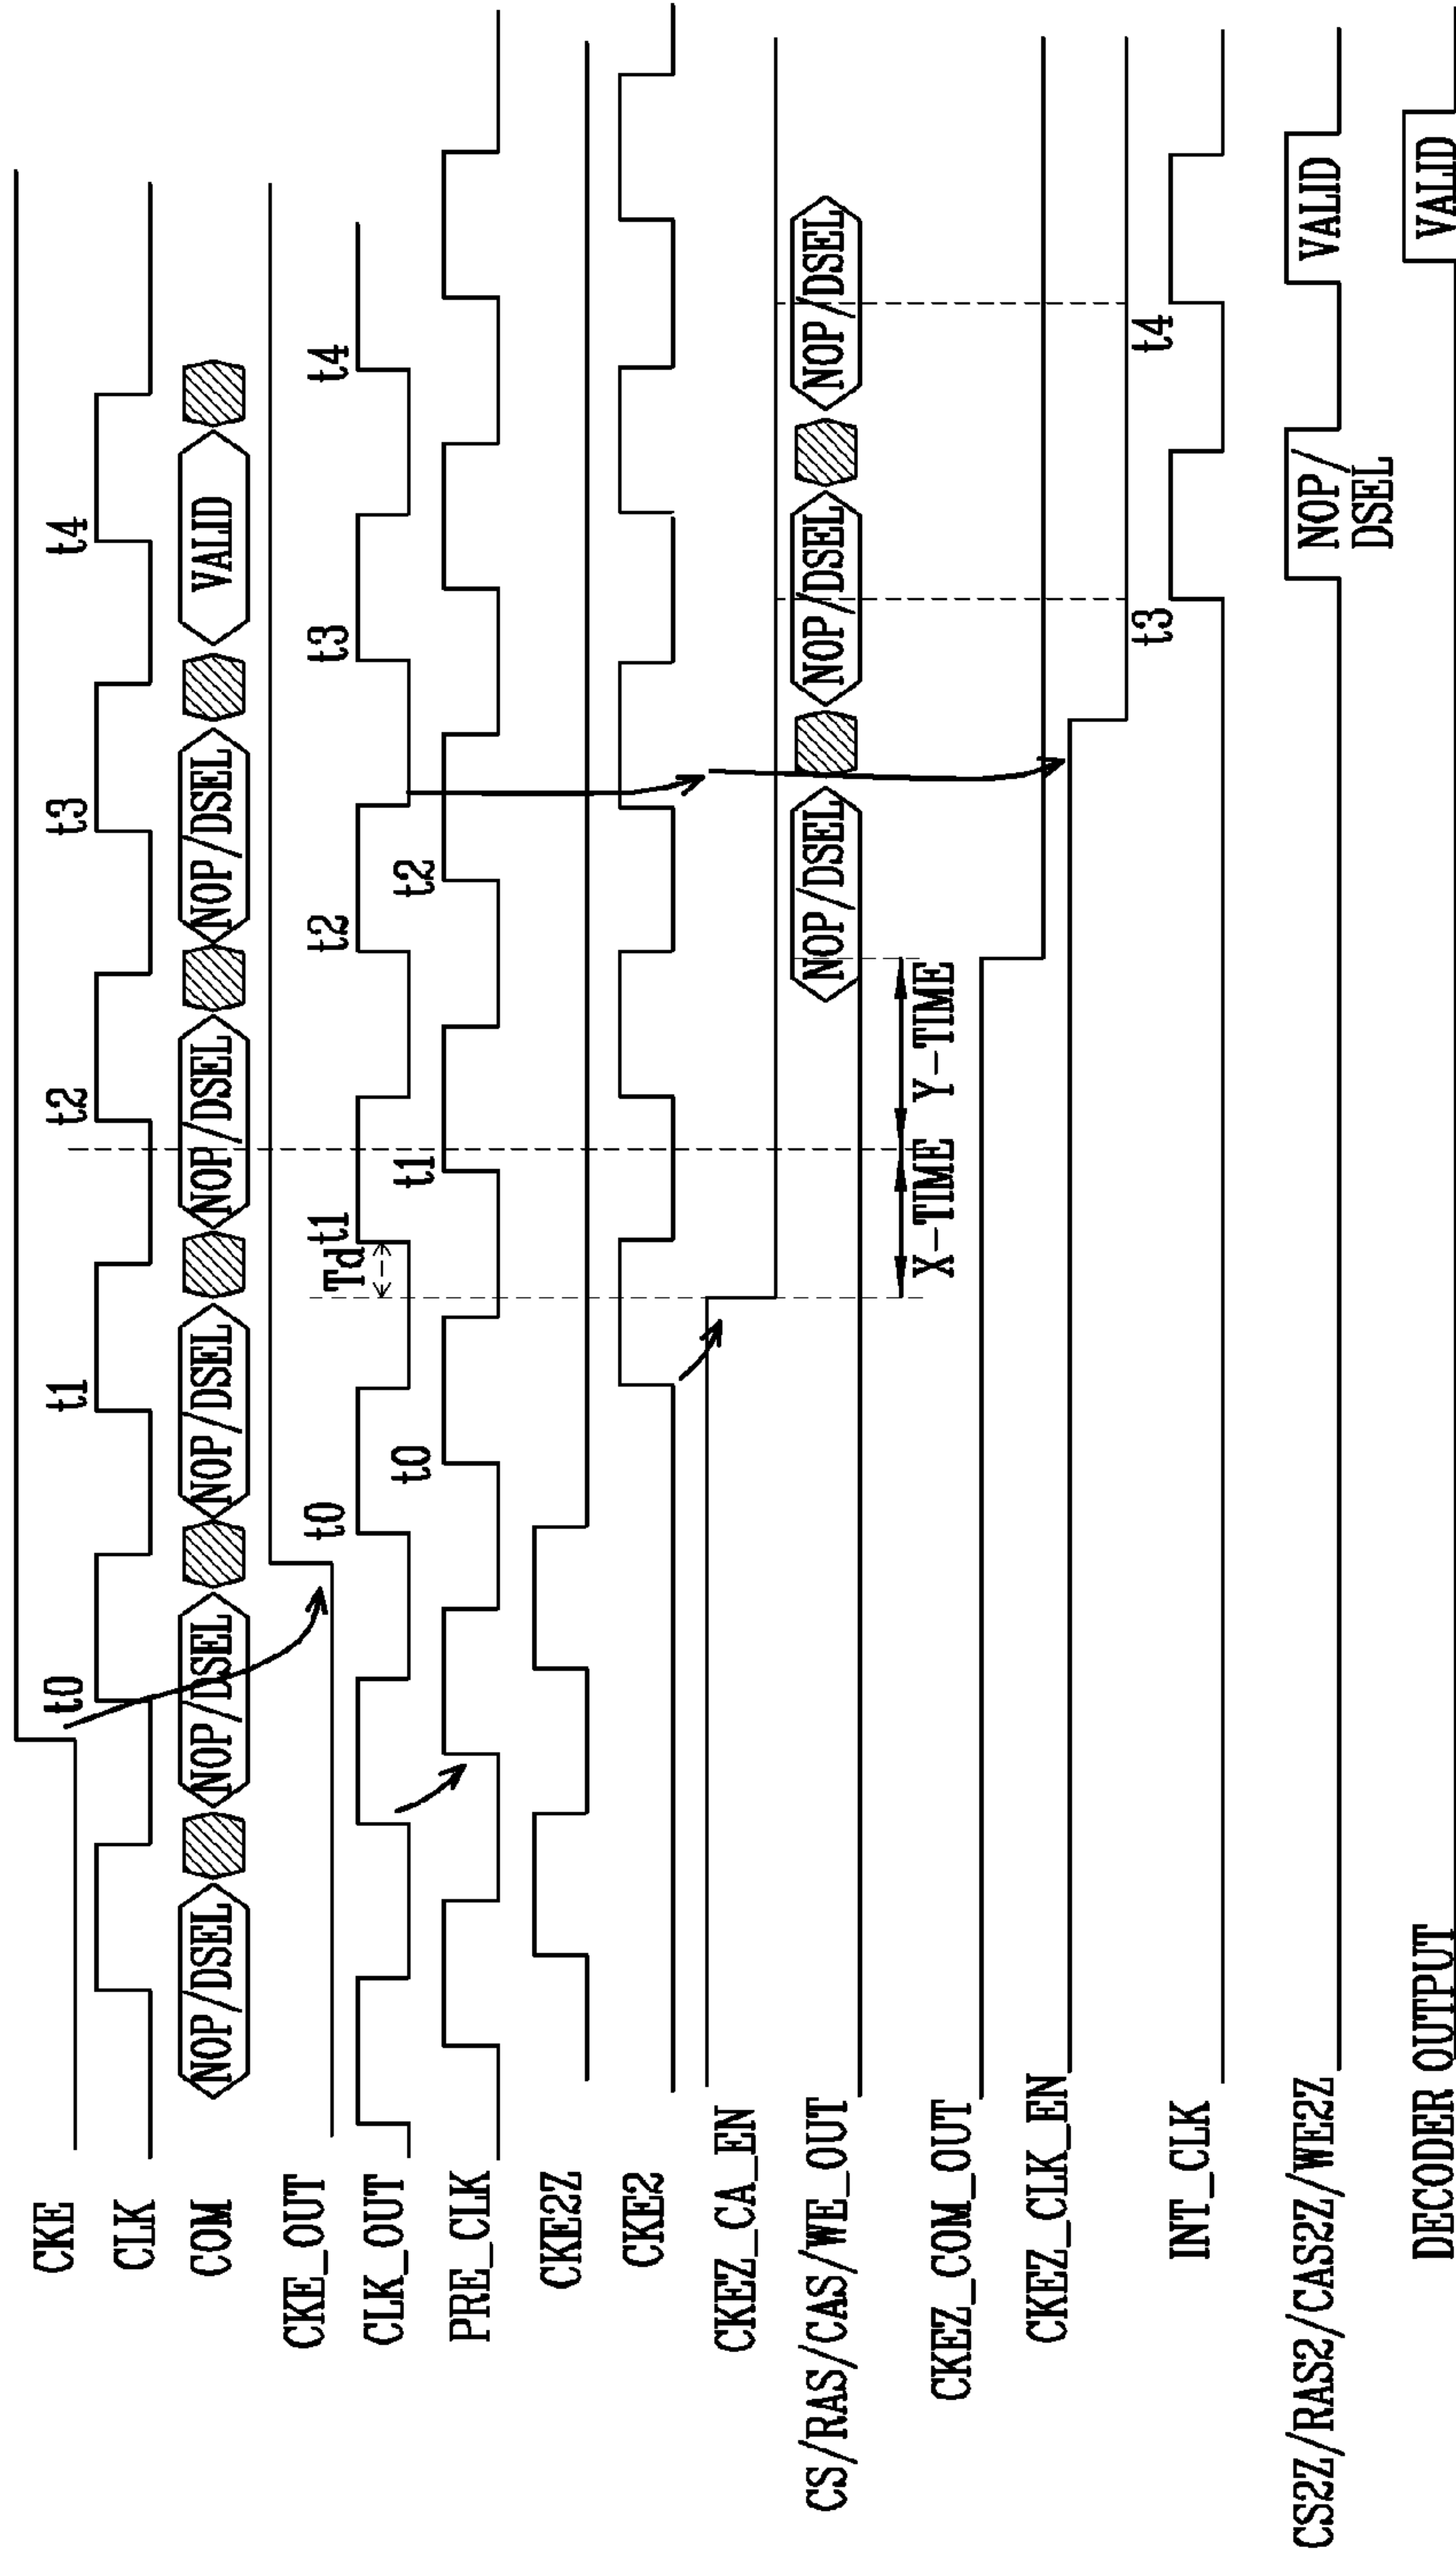 CKE
t0 t1 t2 t3 t4
CLK
COM NOP/DSEL NOP/DSEL NOP/DSEL NOP/DSEL NOP/DSEL VALID
CKE_OUT
t0 Td t1 t2 t3 t4
CLK_OUT
t0 t1 t2
PRE_CLK
CKE2Z
CKE2
CKEZ_CA_EN
CS/RAS/CAS/WE_OUT NOP/DSEL NOP/DSEL NOP/DSEL
X-TIME Y-TIME
CKEZ_COM_OUT
CKEZ_CLK_EN
t3 t4
INT_CLK
CS2Z/RAS2/CAS2Z/WE2Z NOP/ VALID
DSEL
DECODER OUTPUT VALID